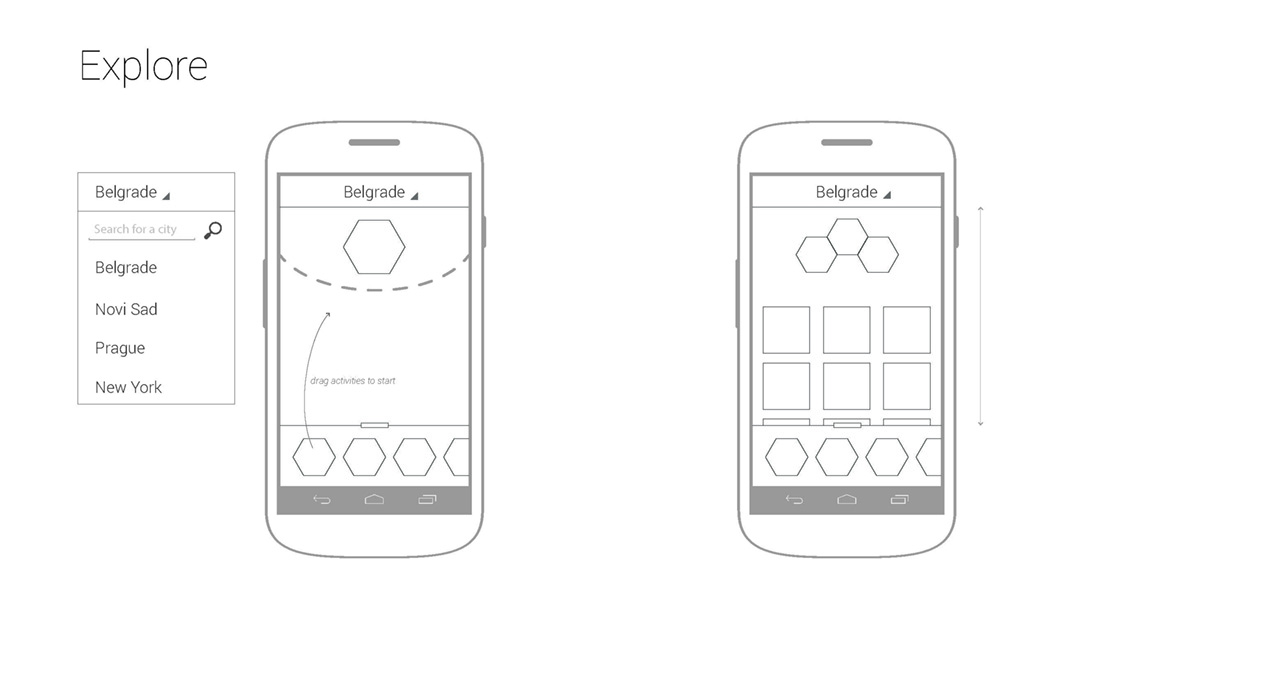 Explore
Belgrade
Search for a city
Belgrade
Novi Sad
Prague
New York
Belgrade
drag activities to start
Belgrade